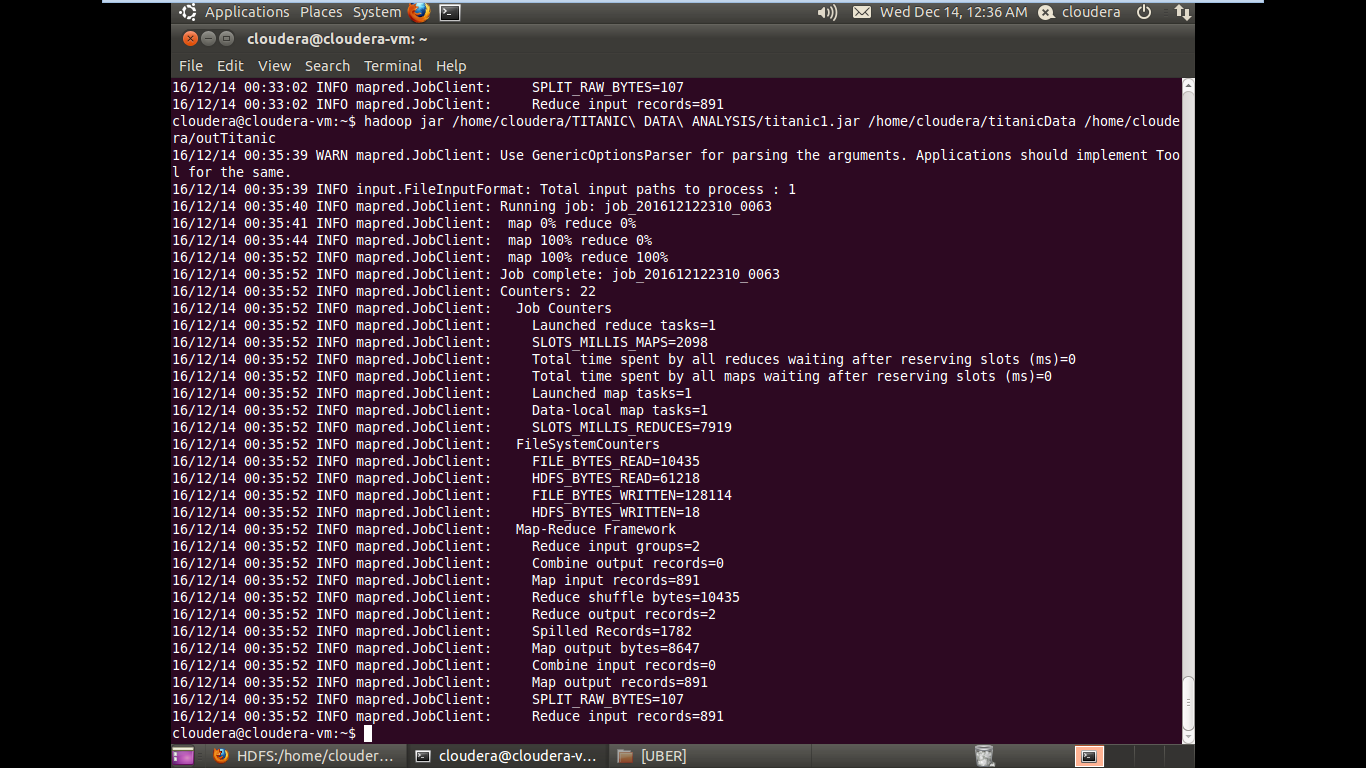 Applications Places System Wed Dec 14, 12:36 AM cloudera
cloudera@cloudera-vm: ~
File Edit View Search Terminal Help
16/12/14 00:33:02 INFO mapred.JobClient:     SPLIT_RAW_BYTES=107
16/12/14 00:33:02 INFO mapred.JobClient:     Reduce input records=891
cloudera@cloudera-vm:~$ hadoop jar /home/cloudera/TITANIC\ DATA\ ANALYSIS/titanic1.jar /home/cloudera/titanicData /home/cloude
ra/outTitanic
16/12/14 00:35:39 WARN mapred.JobClient: Use GenericOptionsParser for parsing the arguments. Applications should implement Too
l for the same.
16/12/14 00:35:39 INFO input.FileInputFormat: Total input paths to process : 1
16/12/14 00:35:40 INFO mapred.JobClient: Running job: job_201612122310_0063
16/12/14 00:35:41 INFO mapred.JobClient:  map 0% reduce 0%
16/12/14 00:35:44 INFO mapred.JobClient:  map 100% reduce 0%
16/12/14 00:35:52 INFO mapred.JobClient:  map 100% reduce 100%
16/12/14 00:35:52 INFO mapred.JobClient: Job complete: job_201612122310_0063
16/12/14 00:35:52 INFO mapred.JobClient: Counters: 22
16/12/14 00:35:52 INFO mapred.JobClient:   Job Counters
16/12/14 00:35:52 INFO mapred.JobClient:     Launched reduce tasks=1
16/12/14 00:35:52 INFO mapred.JobClient:     SLOTS_MILLIS_MAPS=2098
16/12/14 00:35:52 INFO mapred.JobClient:     Total time spent by all reduces waiting after reserving slots (ms)=0
16/12/14 00:35:52 INFO mapred.JobClient:     Total time spent by all maps waiting after reserving slots (ms)=0
16/12/14 00:35:52 INFO mapred.JobClient:     Launched map tasks=1
16/12/14 00:35:52 INFO mapred.JobClient:     Data-local map tasks=1
16/12/14 00:35:52 INFO mapred.JobClient:     SLOTS_MILLIS_REDUCES=7919
16/12/14 00:35:52 INFO mapred.JobClient:   FileSystemCounters
16/12/14 00:35:52 INFO mapred.JobClient:     FILE_BYTES_READ=10435
16/12/14 00:35:52 INFO mapred.JobClient:     HDFS_BYTES_READ=61218
16/12/14 00:35:52 INFO mapred.JobClient:     FILE_BYTES_WRITTEN=128114
16/12/14 00:35:52 INFO mapred.JobClient:     HDFS_BYTES_WRITTEN=18
16/12/14 00:35:52 INFO mapred.JobClient:   Map-Reduce Framework
16/12/14 00:35:52 INFO mapred.JobClient:     Reduce input groups=2
16/12/14 00:35:52 INFO mapred.JobClient:     Combine output records=0
16/12/14 00:35:52 INFO mapred.JobClient:     Map input records=891
16/12/14 00:35:52 INFO mapred.JobClient:     Reduce shuffle bytes=10435
16/12/14 00:35:52 INFO mapred.JobClient:     Reduce output records=2
16/12/14 00:35:52 INFO mapred.JobClient:     Spilled Records=1782
16/12/14 00:35:52 INFO mapred.JobClient:     Map output bytes=8647
16/12/14 00:35:52 INFO mapred.JobClient:     Combine input records=0
16/12/14 00:35:52 INFO mapred.JobClient:     Map output records=891
16/12/14 00:35:52 INFO mapred.JobClient:     SPLIT_RAW_BYTES=107
16/12/14 00:35:52 INFO mapred.JobClient:     Reduce input records=891
cloudera@cloudera-vm:~$
HDFS:/home/clouder... cloudera@cloudera-v... [UBER]